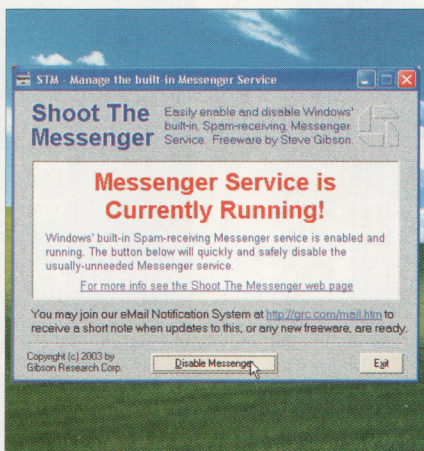 STM - Manage the built-in Messenger Service
Shoot The
Messenger
Easily enable and disable Windows'
built-in, Spam-receiving, Messenger
Service. Freeware by Steve Gibson.
Messenger Service is
Currently Running!
Windows' built-in Spam-receiving Messenger service is enabled and
running. The button below will quickly and safely disable the
usually-unneeded Messenger service.
For more info see the Shoot The Messenger web page
You may join our eMail Notification System at http://grc.com/mail.htm to
receive a short note when updates to this, or any new freeware, are ready.
Copyright (c) 2003 by
Gibson Research Corp.
Disable Messenger
Exit